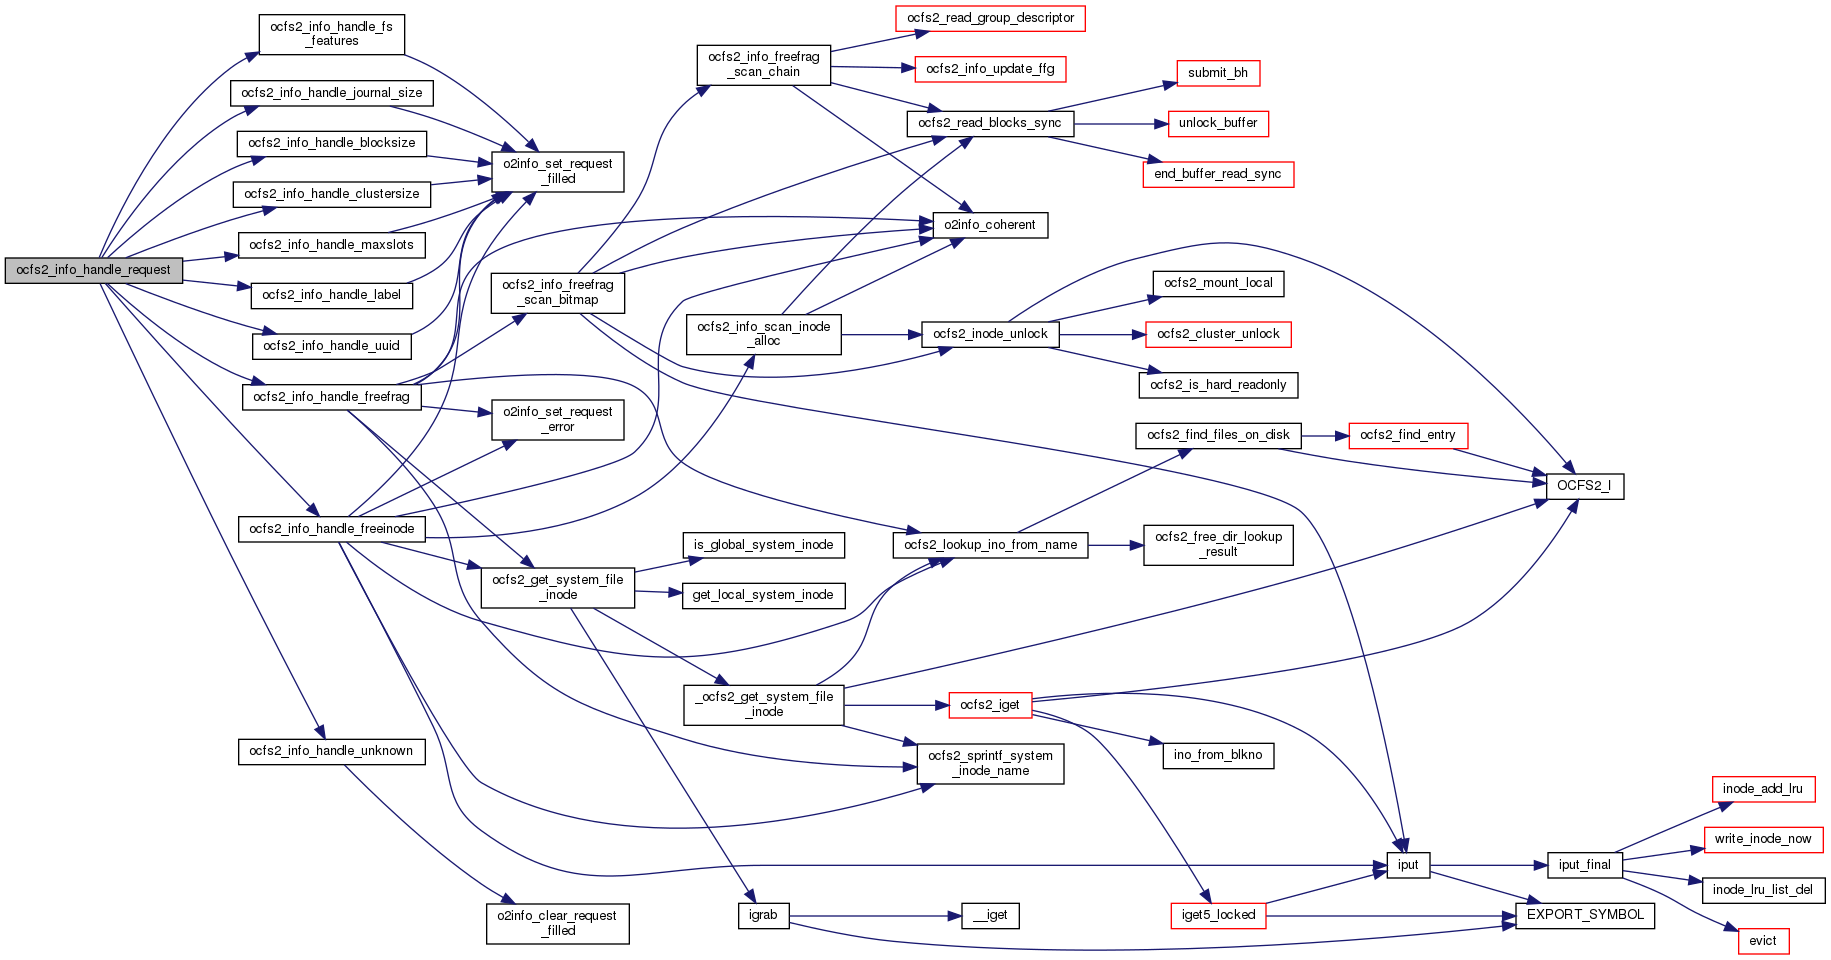 ocfs2_info_handle_request
ocfs2_info_handle_fs
_features
ocfs2_info_handle_journal_size
ocfs2_info_handle_blocksize
ocfs2_info_handle_clustersize
ocfs2_info_handle_maxslots
ocfs2_info_handle_label
ocfs2_info_handle_uuid
ocfs2_info_handle_freefrag
ocfs2_info_handle_freeinode
ocfs2_info_handle_unknown
o2info_set_request
_filled
ocfs2_info_freefrag
_scan_bitmap
o2info_set_request
_error
ocfs2_get_system_file
_inode
o2info_clear_request
_filled
ocfs2_info_freefrag
_scan_chain
ocfs2_info_scan_inode
_alloc
is_global_system_inode
get_local_system_inode
_ocfs2_get_system_file
_inode
igrab
ocfs2_read_group_descriptor
ocfs2_info_update_ffg
ocfs2_read_blocks_sync
o2info_coherent
ocfs2_inode_unlock
ocfs2_lookup_ino_from_name
ocfs2_iget
ocfs2_sprintf_system
_inode_name
__iget
submit_bh
unlock_buffer
end_buffer_read_sync
ocfs2_mount_local
ocfs2_cluster_unlock
ocfs2_is_hard_readonly
ocfs2_find_files_on_disk
ocfs2_free_dir_lookup
_result
ino_from_blkno
iget5_locked
ocfs2_find_entry
iput
OCFS2_I
iput_final
EXPORT_SYMBOL
inode_add_lru
write_inode_now
inode_lru_list_del
evict